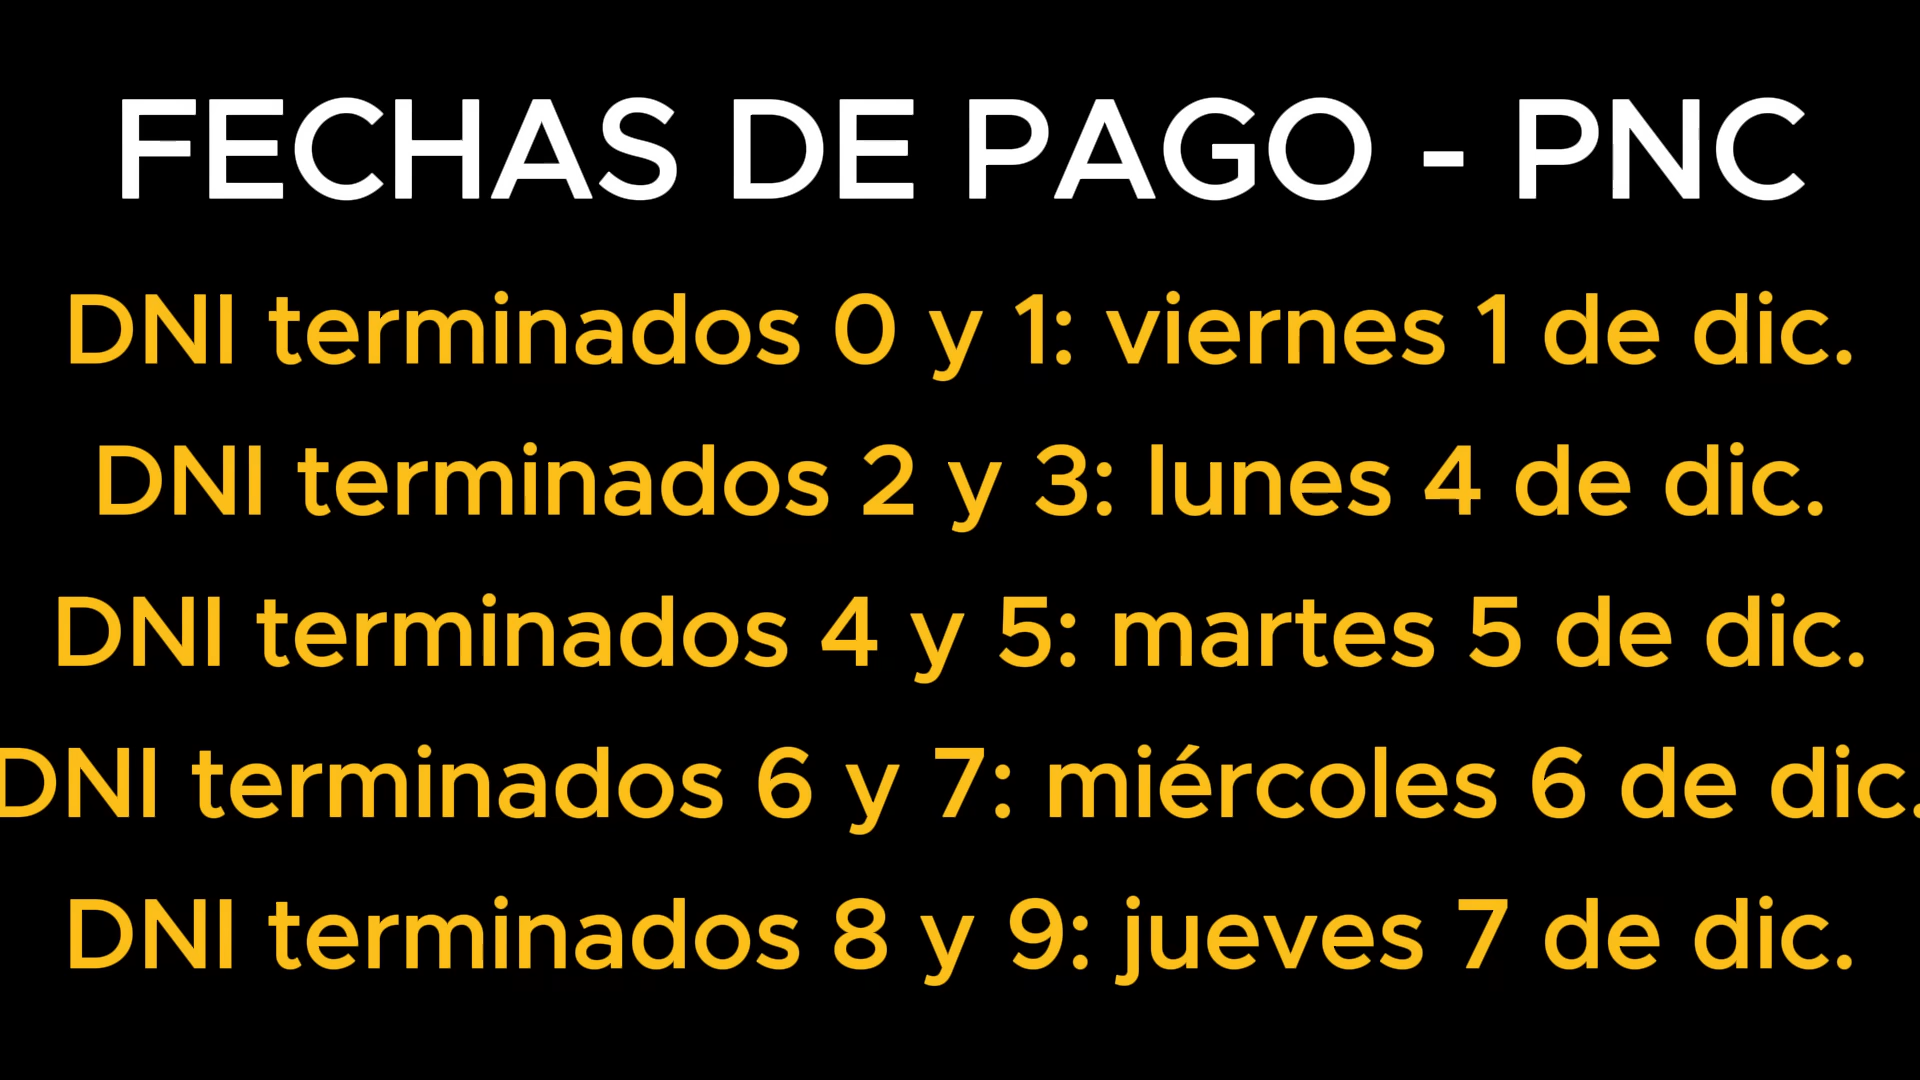 FECHAS DE PAGO - PNC
DNI terminados 0 y 1: viernes 1 de dic.
DNI terminados 2 y 3: lunes 4 de dic.
DNI terminados 4 y 5: martes 5 de dic.
DNI terminados 6 y 7: miércoles 6 de dic.
DNI terminados 8 y 9: jueves 7 de dic.